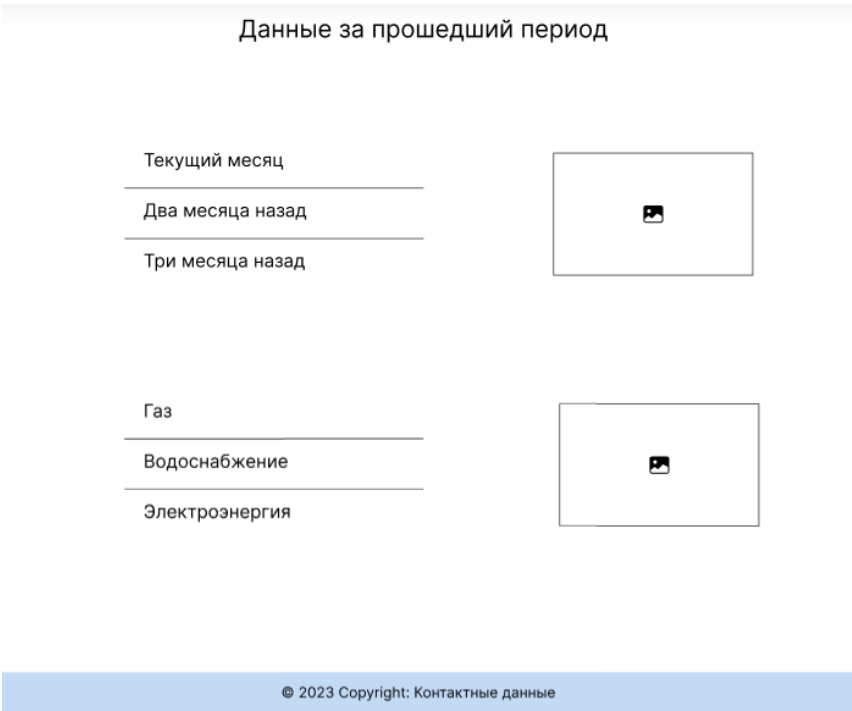 Данные за прошедший период
Текущий месяц
Два месяца назад
Три месяца назад
Газ
Водоснабжение
Электроэнергия
© 2023 Copyright: Контактные данные